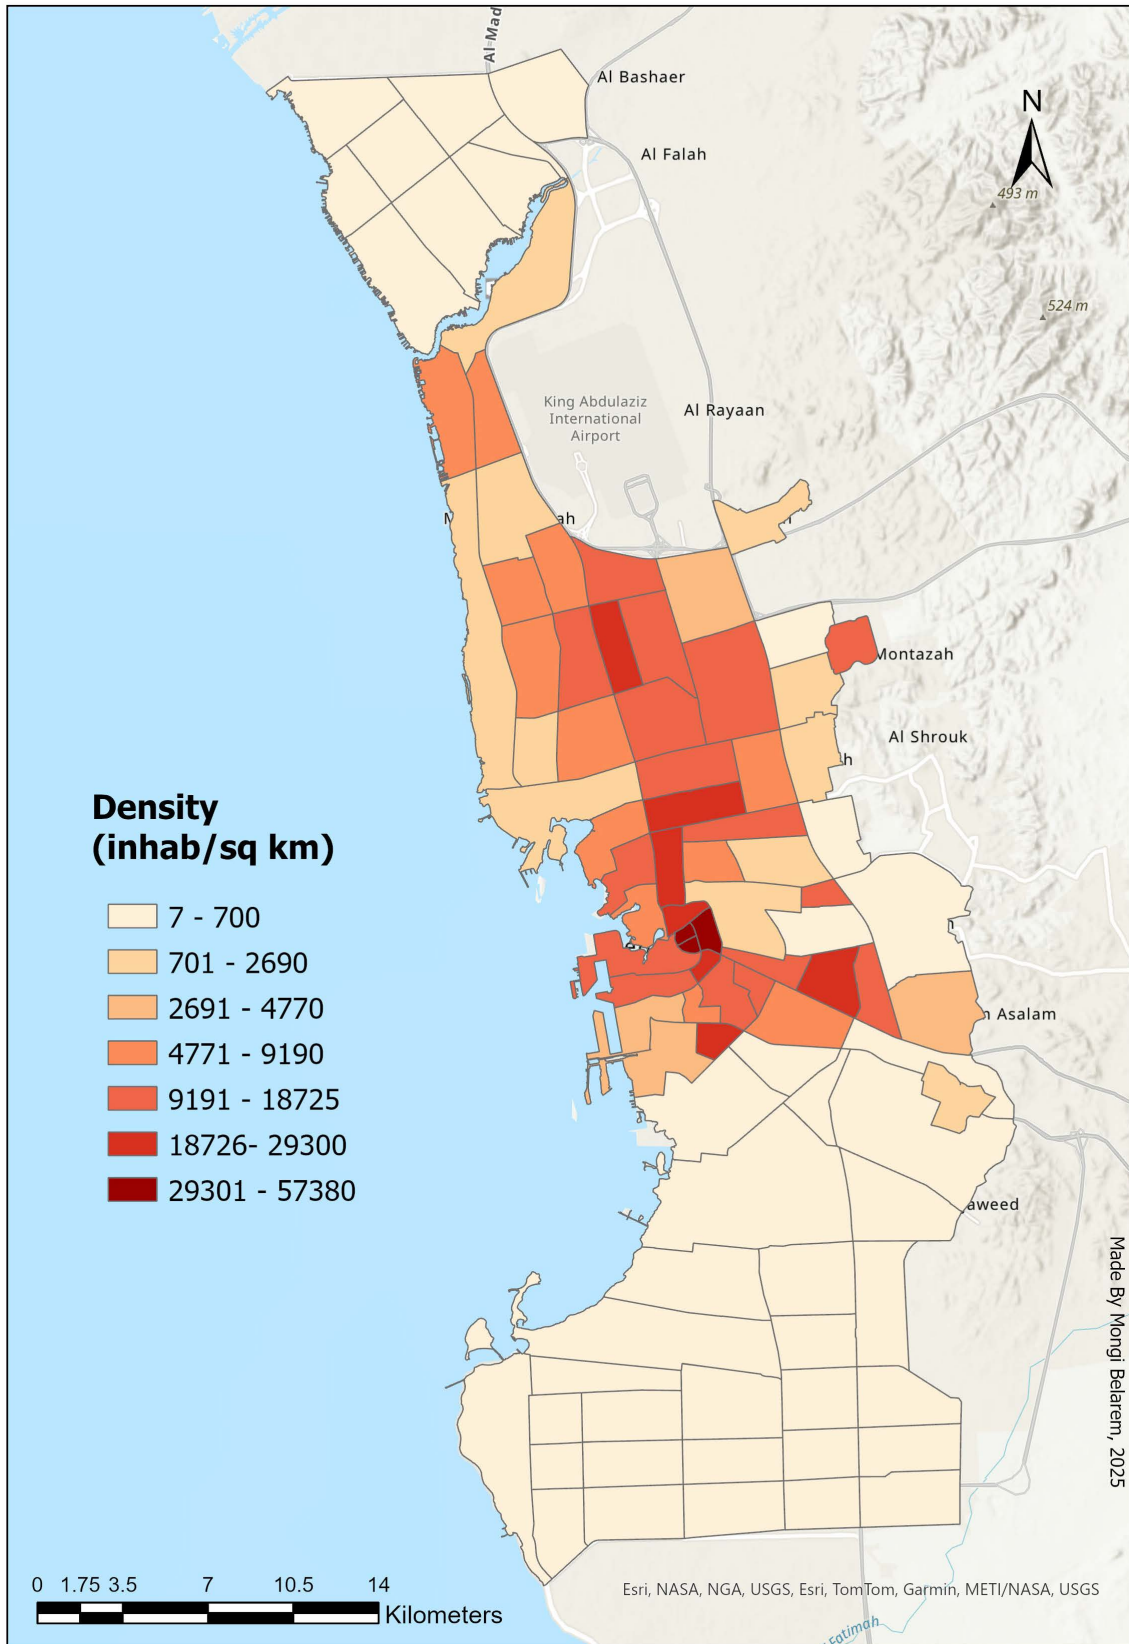 Al Mad
Al Bashaer
N
Al Falah
493 m
524 m
King Abdulaziz
International
Airport
Al Rayaan
M
ah
Montazah
Al Shrouk
h
Density
(inhab/sq km)
7 - 700
701 - 2690
2691 - 4770
4771 - 9190
9191 - 18725
18726- 29300
29301 - 57380
n Asalam
aweed
Made By Mongi Belarem, 2025
0 1.75 3.5 7 10.5 14
Kilometers
Esri, NASA, NGA, USGS, Esri, TomTom, Garmin, METI/NASA, USGS
Fatimah